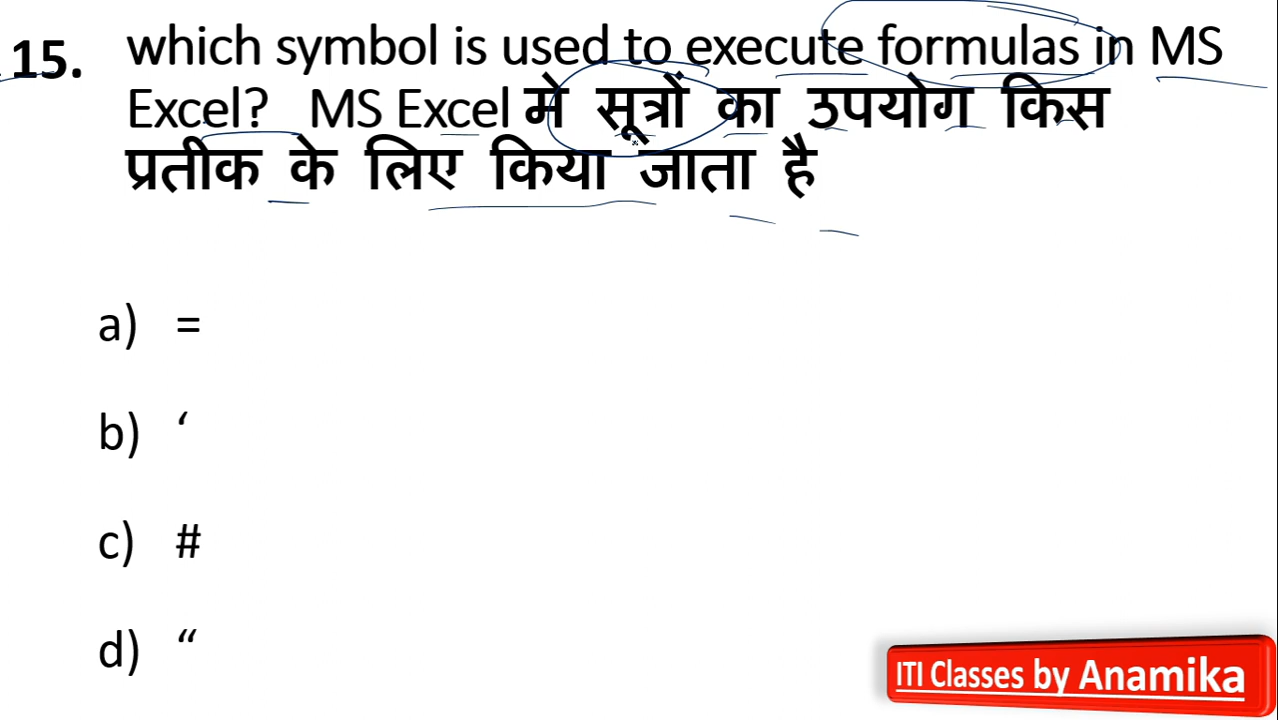 15. which symbol is used to execute formulas in MS
Excel? MS Excel मे सूत्रों का उपयोग किस
प्रतीक के लिए किया जाता है
a) =
b) ‘
c) #
d) “
ITI Classes by Anamika